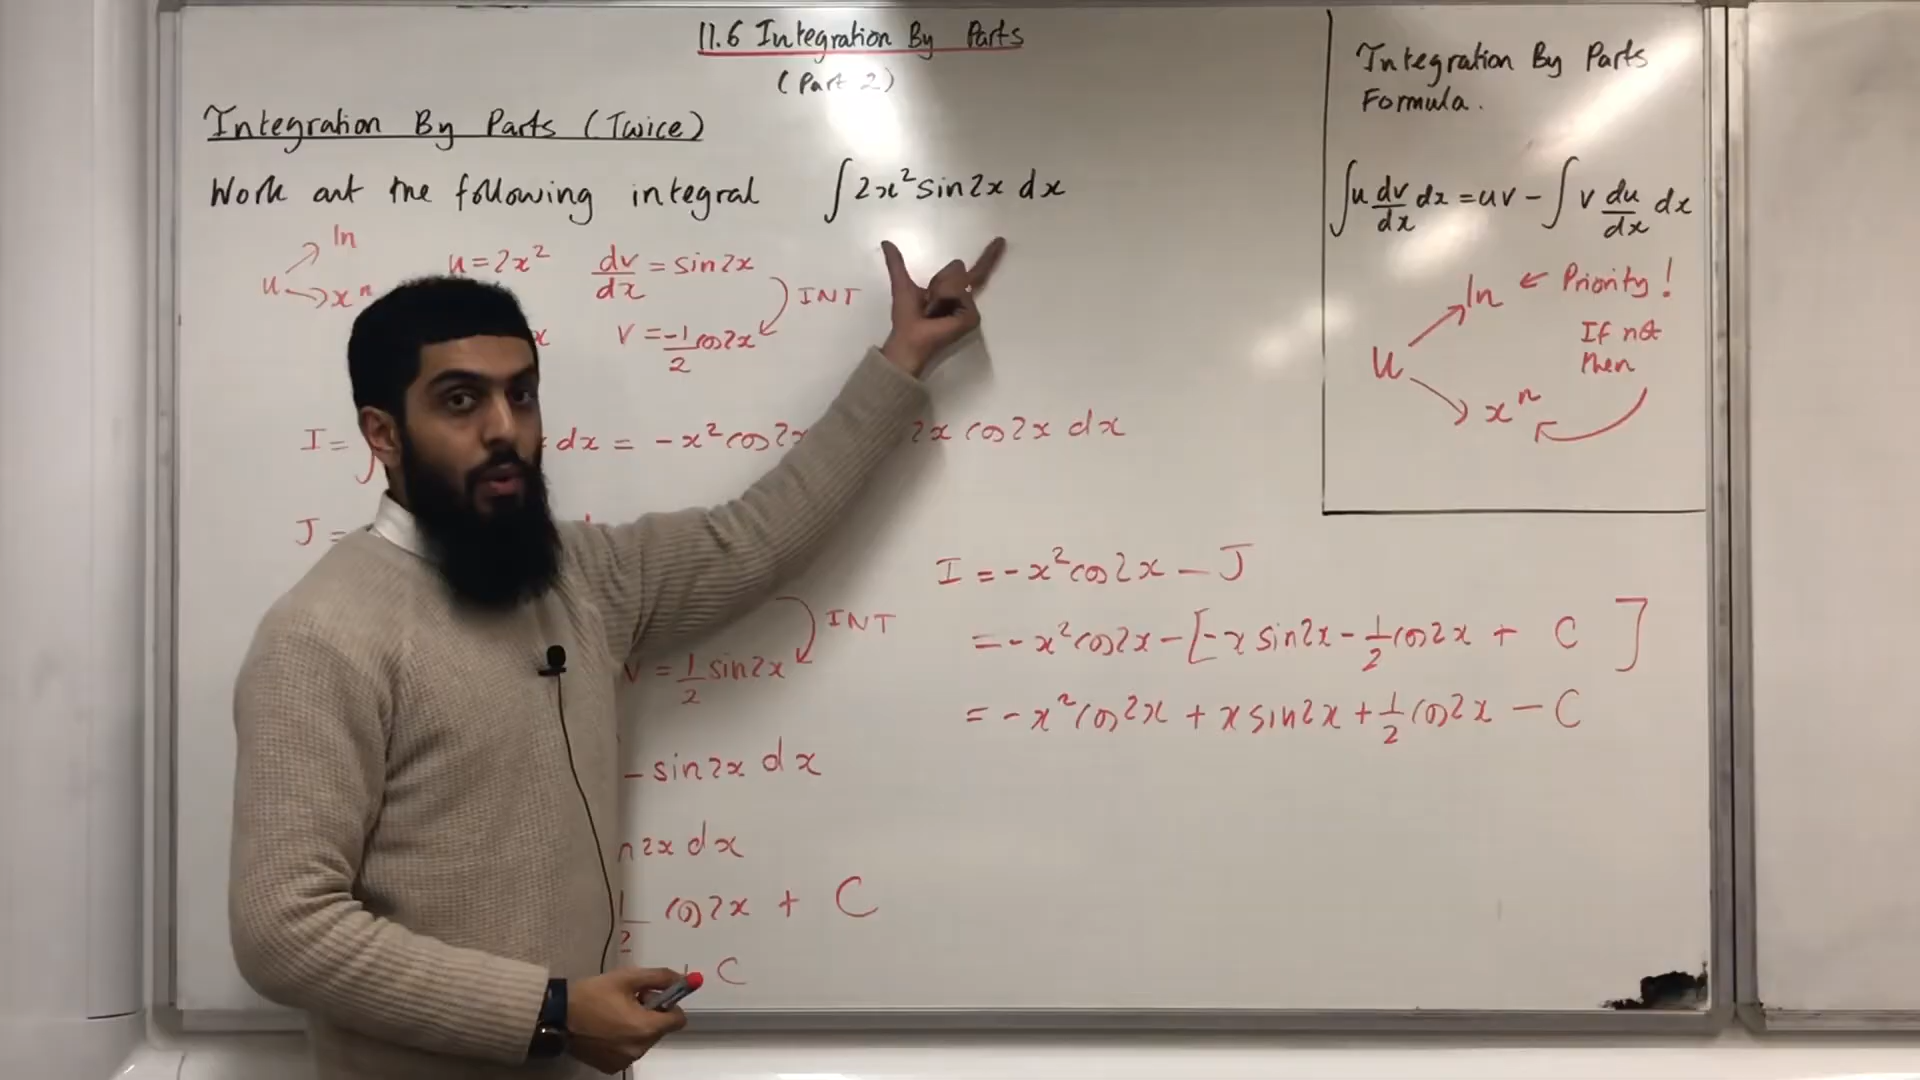 11.6 Integration By Parts
(Part 2)
Integration By Parts (Twice)
Work out the following integral ∫2x²sin2x dx
ln
u
xⁿ
u=2x² dv/dx = sin2x
INT
x V = -1/2 cos2x
I = ∫ dx = -x²cos2x 2x cos2x dx
J =
INT
V = 1/2 sin2x
- sin2x dx
n2x dx
1/2 cos2x + C
+ C
I = -x²cos2x - J
= -x²cos2x - [-x sin2x - 1/2 cos2x + C ]
= -x²cos2x + x sin2x + 1/2 cos2x - C
Integration By Parts
Formula.
∫u dv/dx dx = uv - ∫v du/dx dx
ln ← Priority!
If not
then
u
xⁿ